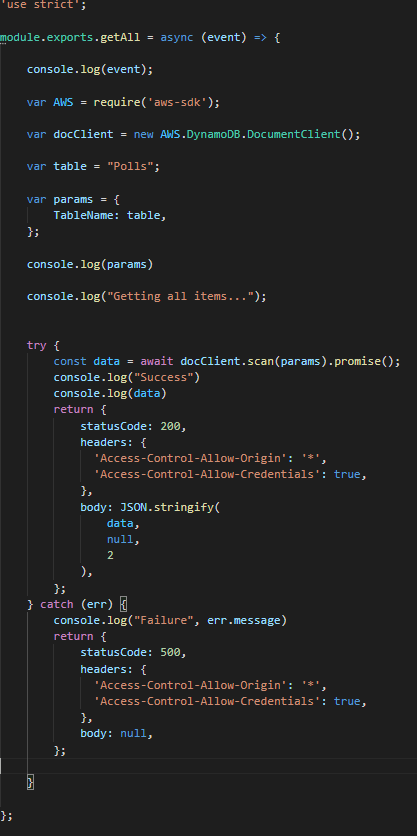 'use strict';
module.exports.getAll = async (event) => {
console.log(event);
var AWS = require('aws-sdk');
var docClient = new AWS.DynamoDB.DocumentClient();
var table = "Polls";
var params = {
TableName: table,
};
console.log(params)
console.log("Getting all items...");
try {
const data = await docClient.scan(params).promise();
console.log("Success")
console.log(data)
return {
statusCode: 200,
headers: {
'Access-Control-Allow-Origin': '*',
'Access-Control-Allow-Credentials': true,
},
body: JSON.stringify(
data,
null,
2
),
};
} catch (err) {
console.log("Failure", err.message)
return {
statusCode: 500,
headers: {
'Access-Control-Allow-Origin': '*',
'Access-Control-Allow-Credentials': true,
},
body: null,
};
}
};